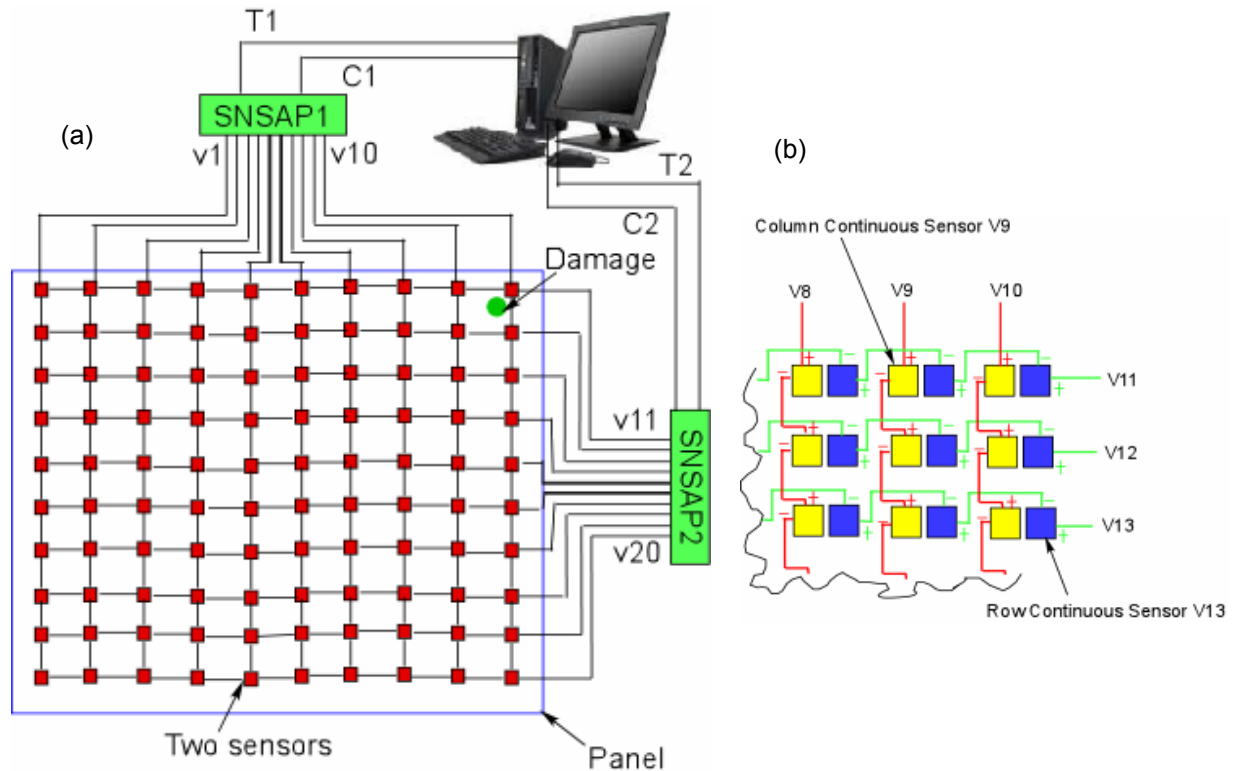 (a)
T1
C1
SNSAP1
v1
v10
T2
C2
Damage
v11
SNSAP2
v20
Two sensors
Panel
(b)
Column Continuous Sensor V9
V8
V9
V10
+
+
+
−
−
−
−
−
−
+
+
+
V11
+
+
+
−
−
−
−
−
−
+
+
+
V12
+
+
+
−
−
−
−
−
−
+
+
+
V13
Row Continuous Sensor V13